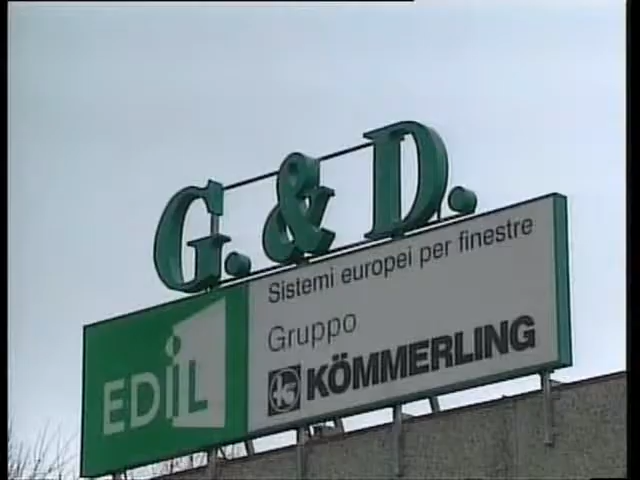 G. & D.
Sistemi europei per finestre
Gruppo
KÖMMERLING
EDIL